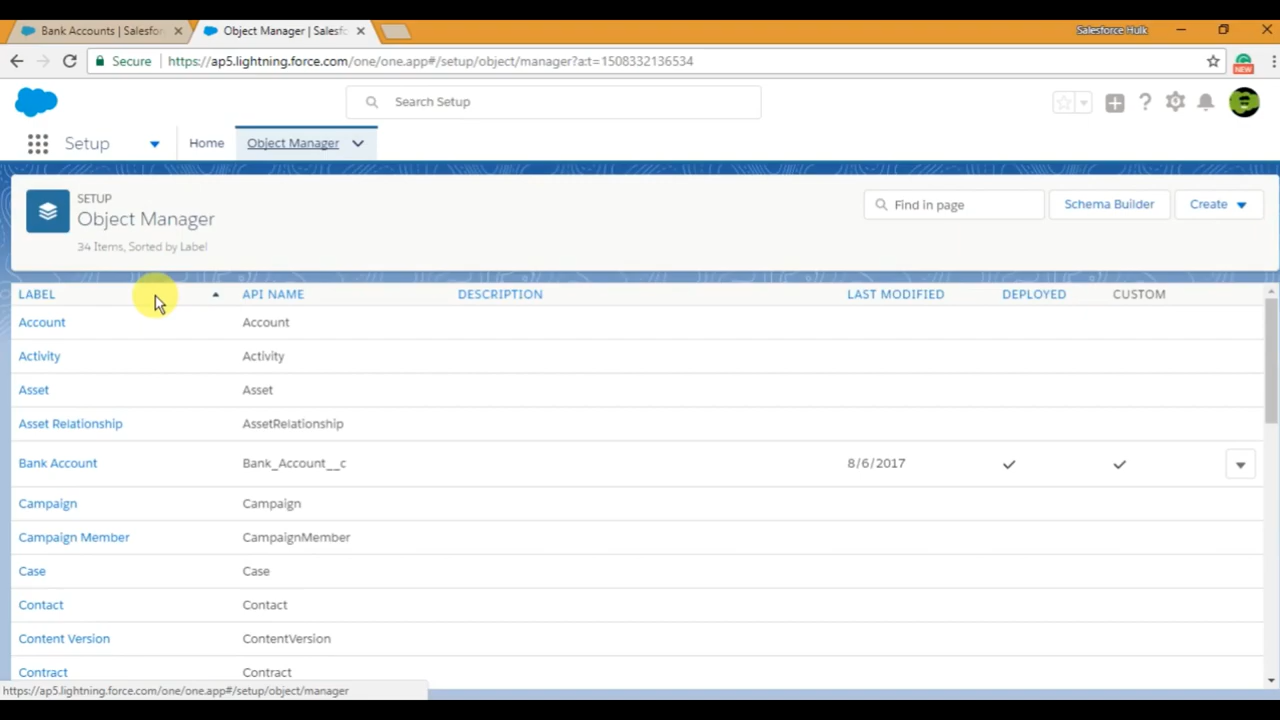 Bank Accounts | Salesfor
Object Manager | Salesfo
Salesforce Hulk
Secure
https://ap5.lightning.force.com/one/one.app#/setup/object/manager?a:t=1508332136534
NEW
Search Setup
Setup
Home
Object Manager
SETUP
Object Manager
34 Items, Sorted by Label
Find in page
Schema Builder
Create
LABEL API NAME DESCRIPTION LAST MODIFIED DEPLOYED CUSTOM
Account Account
Activity Activity
Asset Asset
Asset Relationship AssetRelationship
Bank Account Bank_Account__c 8/6/2017
Campaign Campaign
Campaign Member CampaignMember
Case Case
Contact Contact
Content Version ContentVersion
Contract Contract
https://ap5.lightning.force.com/one/one.app#/setup/object/manager